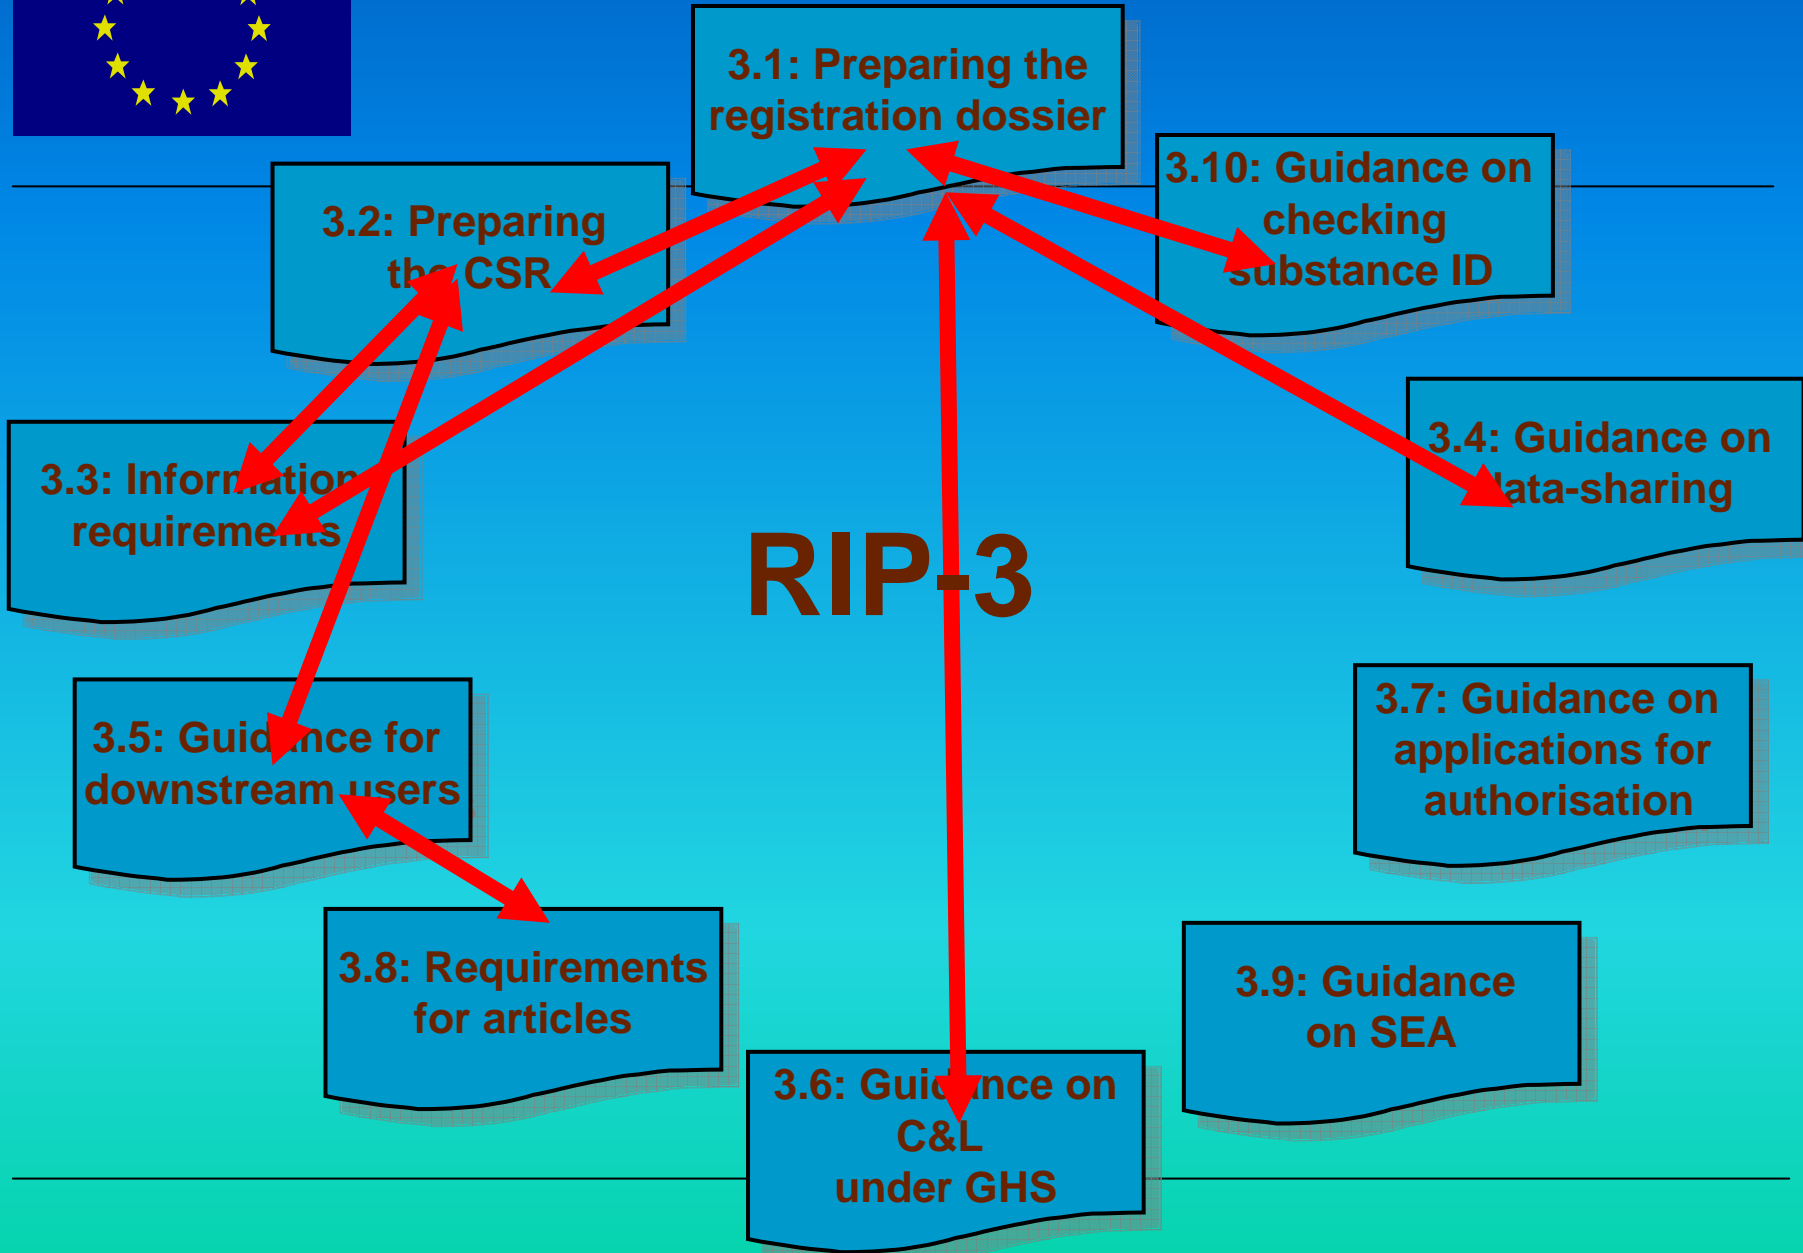 3.1: Preparing the
registration dossier
3.10: Guidance on
checking
substance ID
3.2: Preparing
the CSR
3.4: Guidance on
data-sharing
3.3: Information
requirements
RIP-3
3.7: Guidance on
applications for
authorisation
3.5: Guidance for
downstream users
3.8: Requirements
for articles
3.9: Guidance
on SEA
3.6: Guidance on
C&L
under GHS